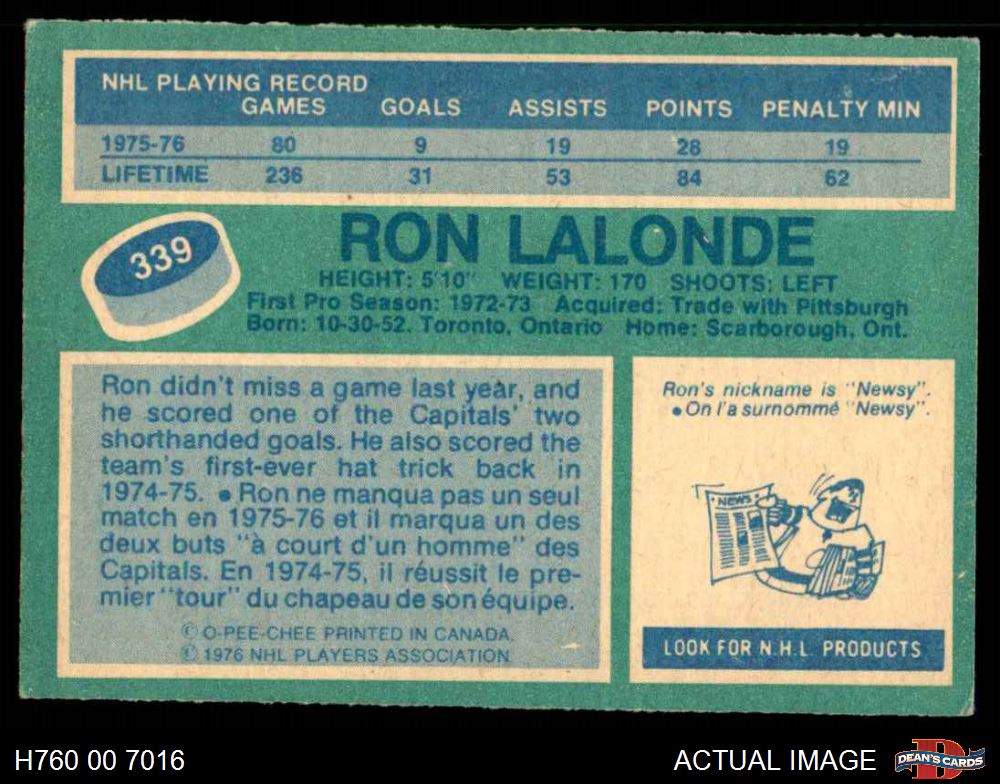 NHL PLAYING RECORD
GAMES GOALS ASSISTS POINTS PENALTY MIN
1975-76 80 9 19 28 19
LIFETIME 236 31 53 84 62
339
RON LALONDE
HEIGHT: 5'10" WEIGHT: 170 SHOOTS: LEFT
First Pro Season: 1972-73 Acquired: Trade with Pittsburgh
Born: 10-30-52. Toronto, Ontario Home: Scarborough, Ont.
Ron didn't miss a game last year, and
he scored one of the Capitals' two
shorthanded goals. He also scored the
team's first-ever hat trick back in
1974-75. ● Ron ne manqua pas un seul
match en 1975-76 et il marqua un des
deux buts "à court d'un homme" des
Capitals. En 1974-75, il réussit le pre-
mier "tour" du chapeau de son équipe.
© O-PEE-CHEE PRINTED IN CANADA.
© 1976 NHL PLAYERS ASSOCIATION
Ron's nickname is "Newsy".
● On l'a surnommé "Newsy".
NEWS
LOOK FOR N.H.L PRODUCTS
H760 00 7016
ACTUAL IMAGE
D
DEAN'S CARDS